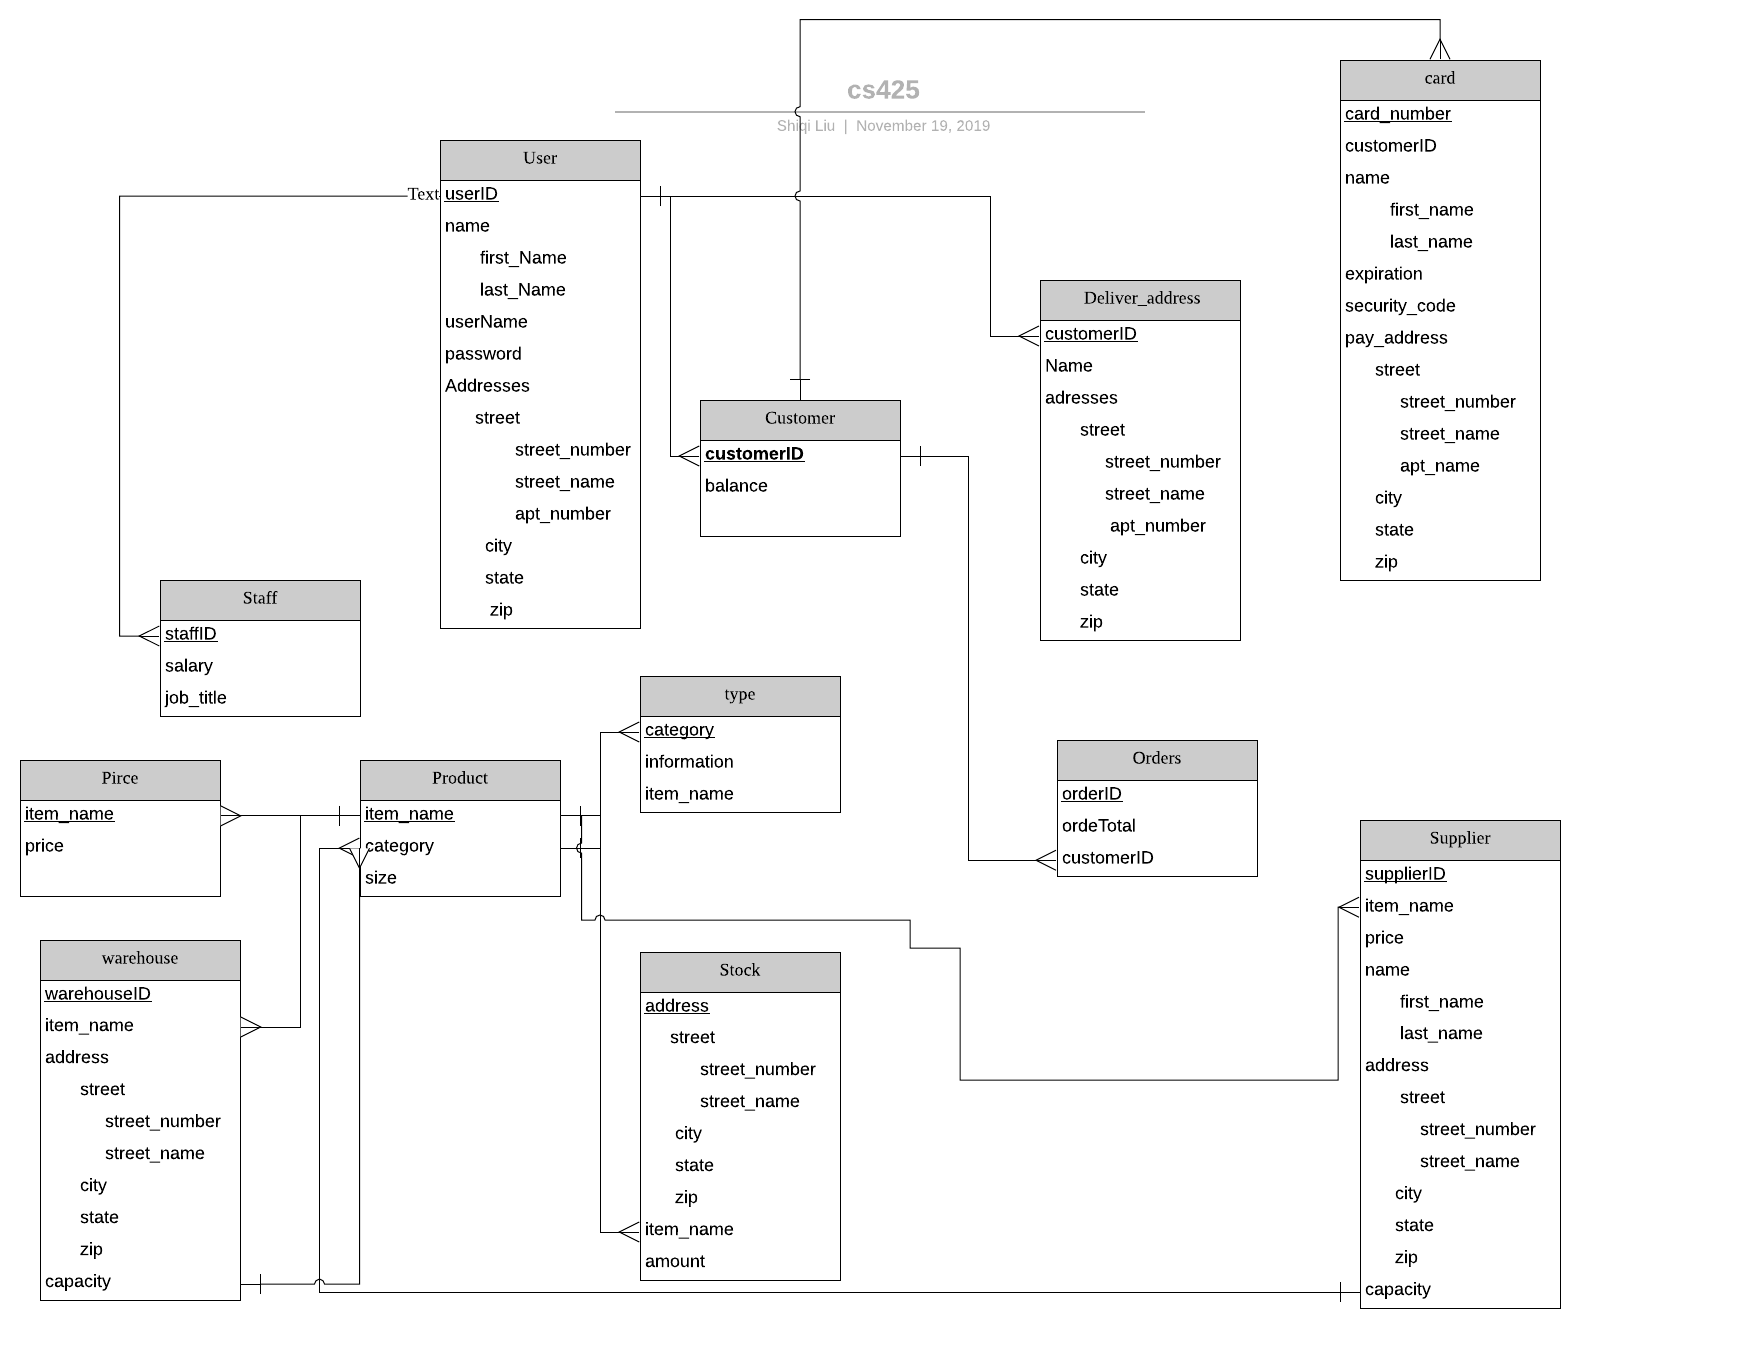 cs425
Shiqi Liu | November 19, 2019
card
card_number
customerID
name
first_name
last_name
expiration
security_code
pay_address
street
street_number
street_name
apt_name
city
state
zip
User
Text
userID
name
first_Name
last_Name
userName
password
Addresses
street
street_number
street_name
apt_number
city
state
zip
Deliver_address
customerID
Name
adresses
street
street_number
street_name
apt_number
city
state
zip
Customer
customerID
balance
Staff
staffID
salary
job_title
type
category
information
item_name
Pirce
item_name
price
Product
item_name
category
size
Orders
orderID
ordeTotal
customerID
Supplier
supplierID
item_name
price
name
first_name
last_name
address
street
street_number
street_name
city
state
zip
capacity
warehouse
warehouseID
item_name
address
street
street_number
street_name
city
state
zip
capacity
Stock
address
street
street_number
street_name
city
state
zip
item_name
amount